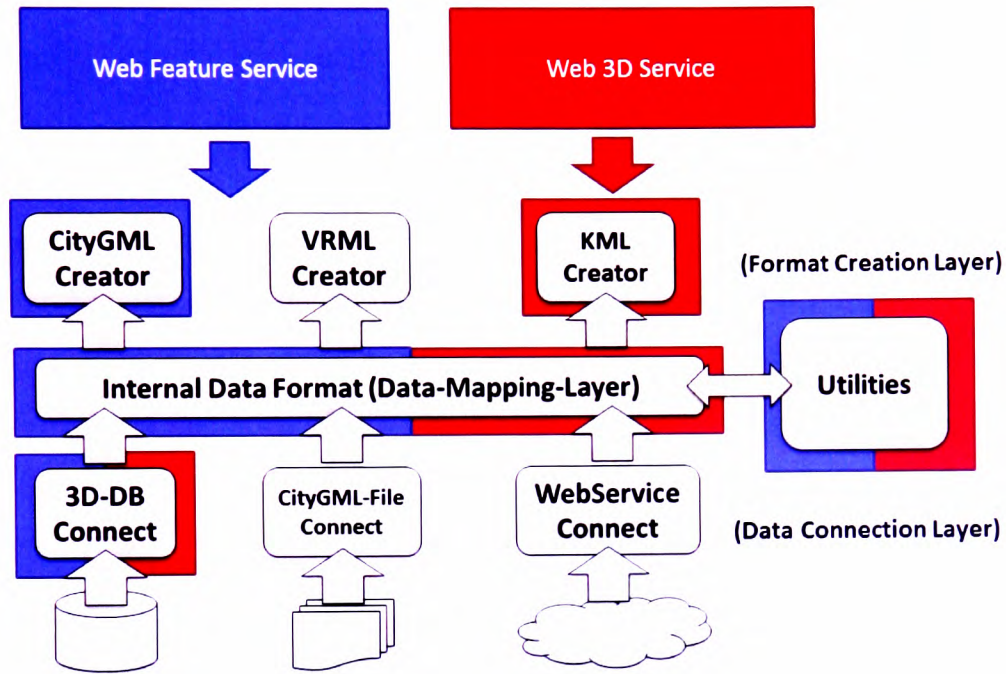 Web Feature Service
Web 3D Service
CityGML
Creator
VRML
Creator
KML
Creator
(Format Creation Layer)
Internal Data Format (Data-Mapping-Layer)
Utilities
3D-DB
Connect
CityGML-File
Connect
WebService
Connect
(Data Connection Layer)